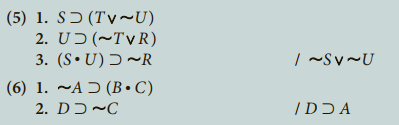 (5) 1. S⊃(T∨~U)
2. U⊃(~T∨R)
3. (S•U)⊃~R / ~S∨~U
(6) 1. ~A⊃(B•C)
2. D⊃~C / D⊃A